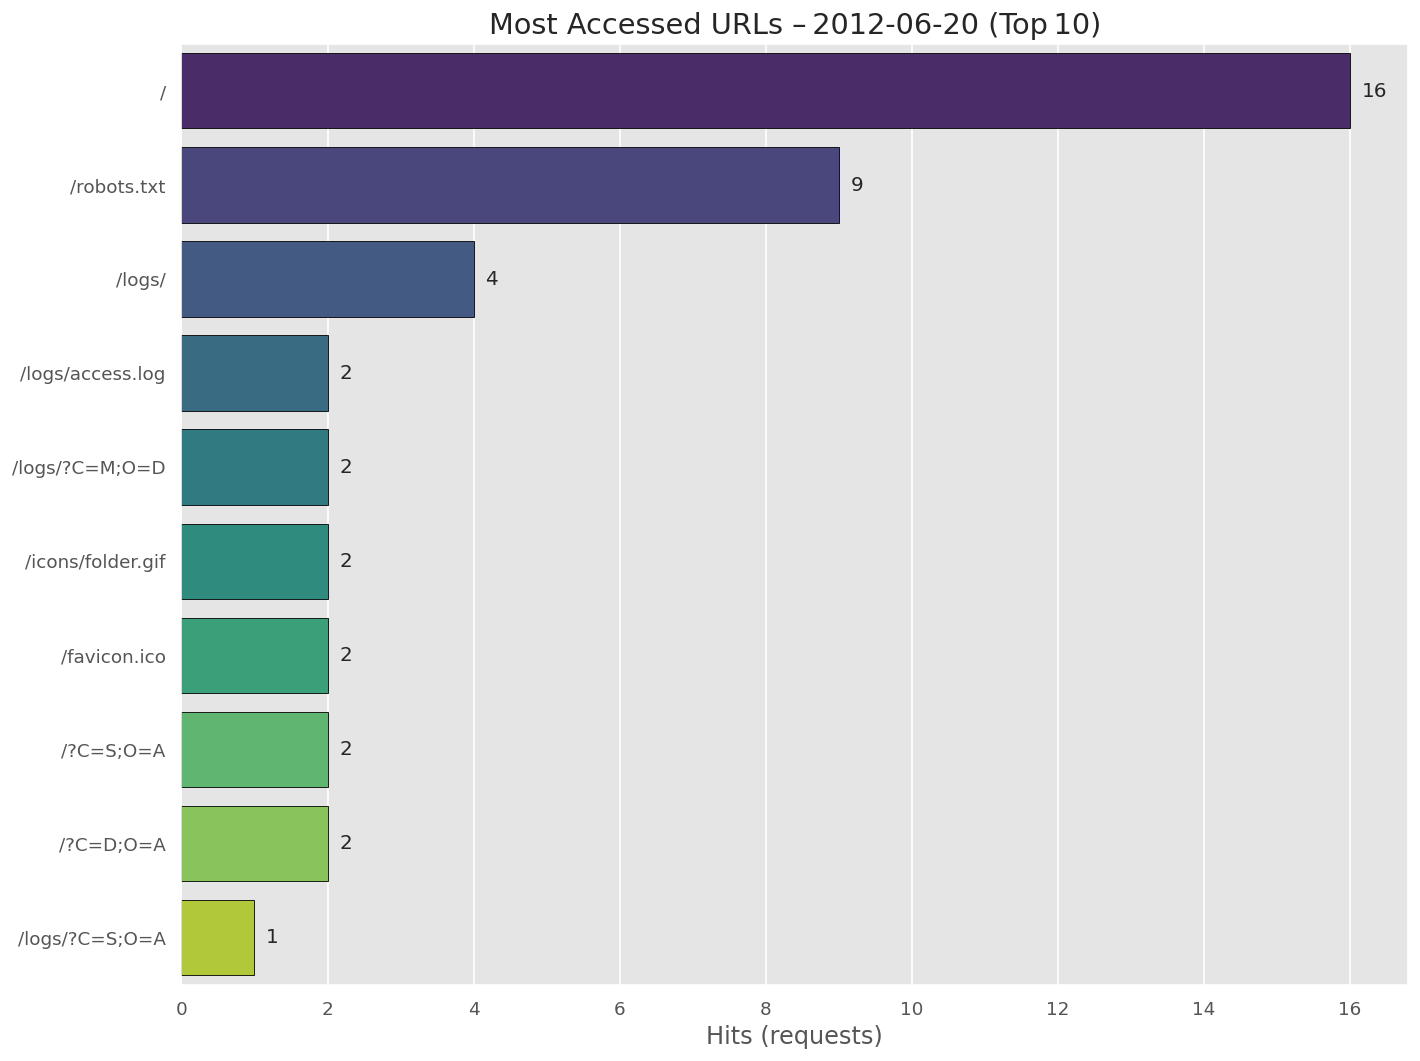 Most Accessed URLs – 2012-06-20 (Top 10)
/ 16
/robots.txt 9
/logs/ 4
/logs/access.log 2
/logs/?C=M;O=D 2
/icons/folder.gif 2
/favicon.ico 2
/?C=S;O=A 2
/?C=D;O=A 2
/logs/?C=S;O=A 1
0 2 4 6 8 10 12 14 16
Hits (requests)